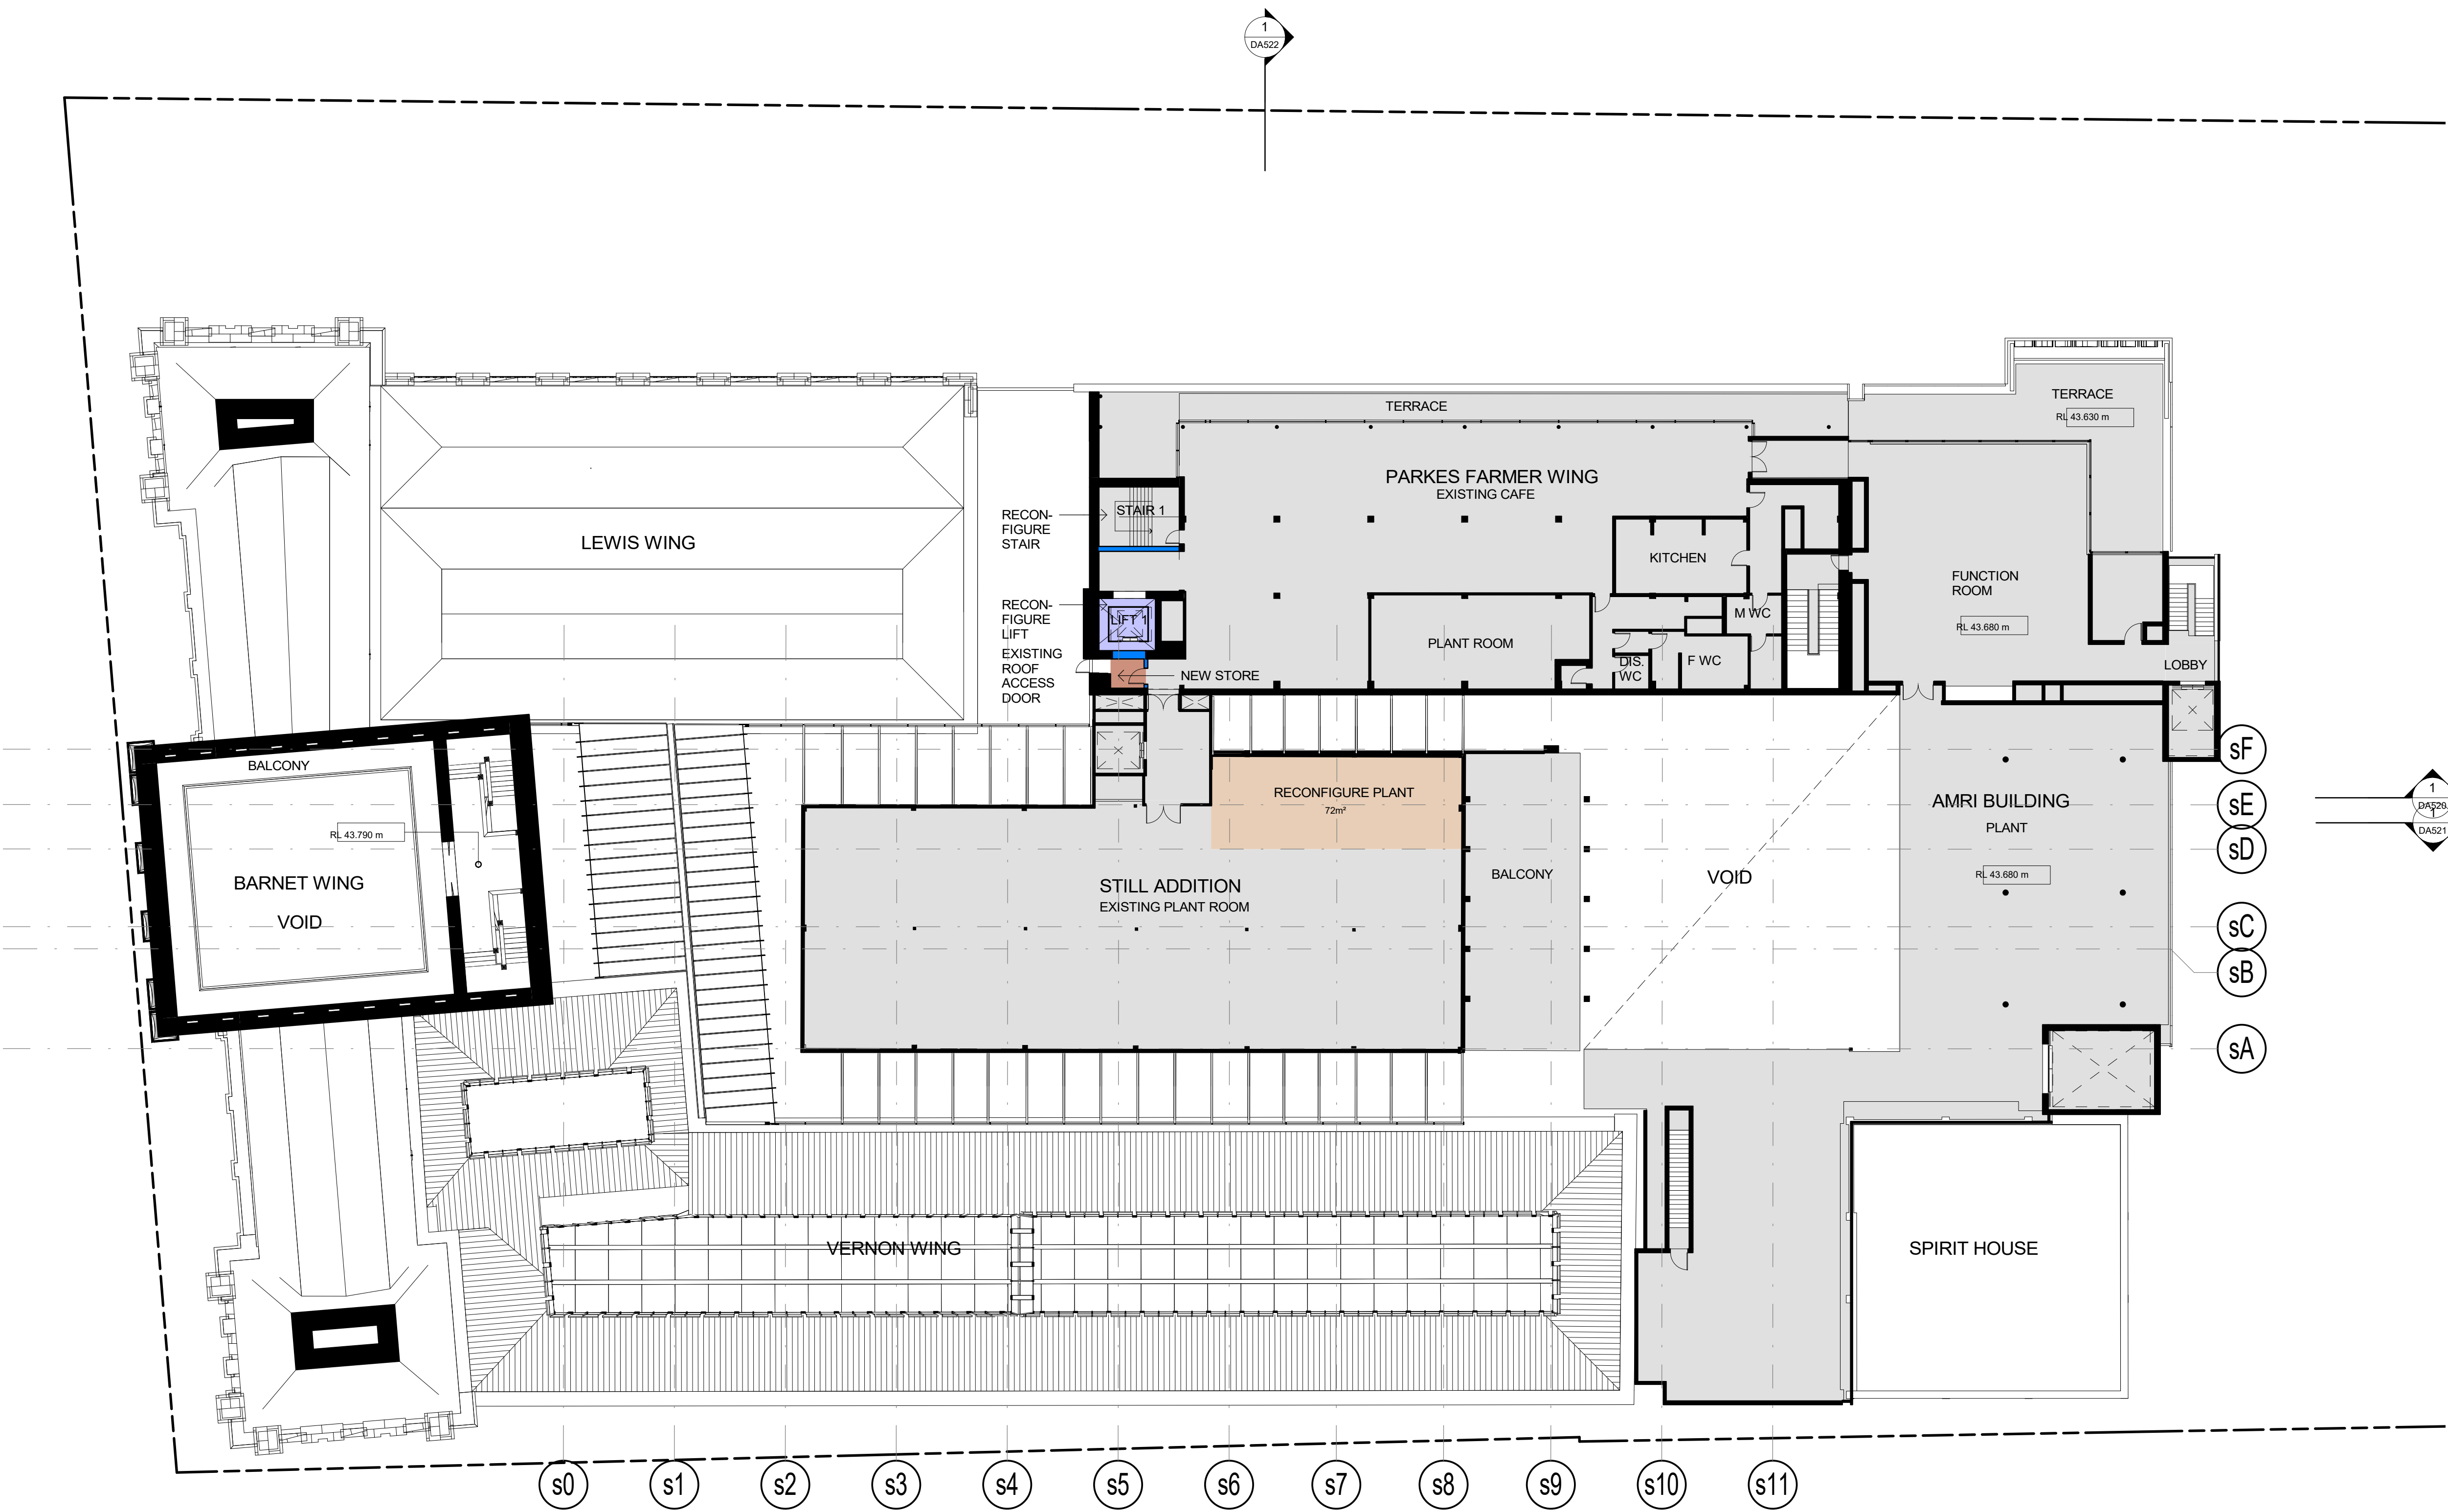 1
DA522
TERRACE
TERRACE
RL 43.630 m
PARKES FARMER WING
EXISTING CAFE
RECON-
FIGURE
STAIR
STAIR 1
LEWIS WING
KITCHEN
FUNCTION
ROOM
RL 43.680 m
RECON-
FIGURE
LIFT
LIFT 1
M WC
PLANT ROOM
EXISTING
ROOF
ACCESS
DOOR
NEW STORE
DIS.
WC
F WC
LOBBY
sF
BALCONY
RECONFIGURE PLANT
72m²
AMRI BUILDING
PLANT
sE
1
DA520
1
DA521
RL 43.790 m
sD
BARNET WING
VOID
STILL ADDITION
EXISTING PLANT ROOM
BALCONY
VOID
RL 43.680 m
sC
sB
sA
VERNON WING
SPIRIT HOUSE
s0
s1
s2
s3
s4
s5
s6
s7
s8
s9
s10
s11